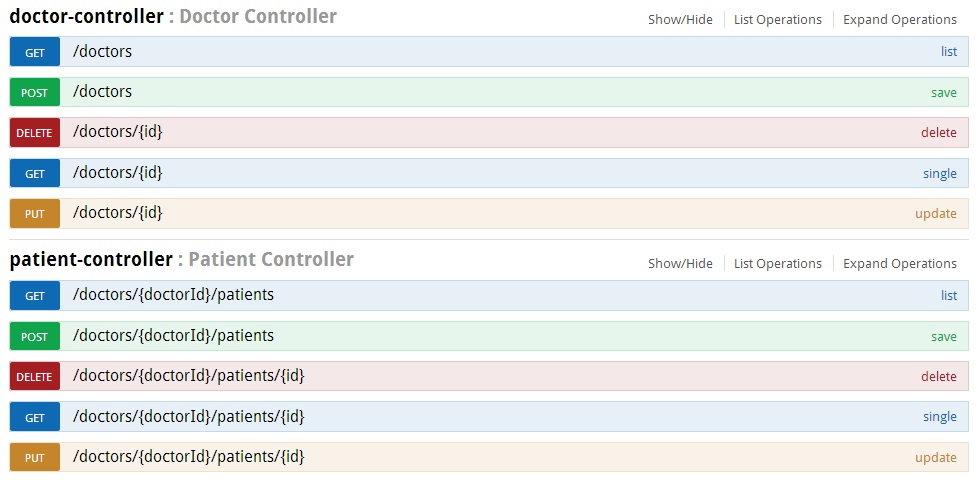 doctor-controller : Doctor Controller Show/Hide List Operations Expand Operations
GET /doctors list
POST /doctors save
DELETE /doctors/{id} delete
GET /doctors/{id} single
PUT /doctors/{id} update
patient-controller : Patient Controller Show/Hide List Operations Expand Operations
GET /doctors/{doctorId}/patients list
POST /doctors/{doctorId}/patients save
DELETE /doctors/{doctorId}/patients/{id} delete
GET /doctors/{doctorId}/patients/{id} single
PUT /doctors/{doctorId}/patients/{id} update